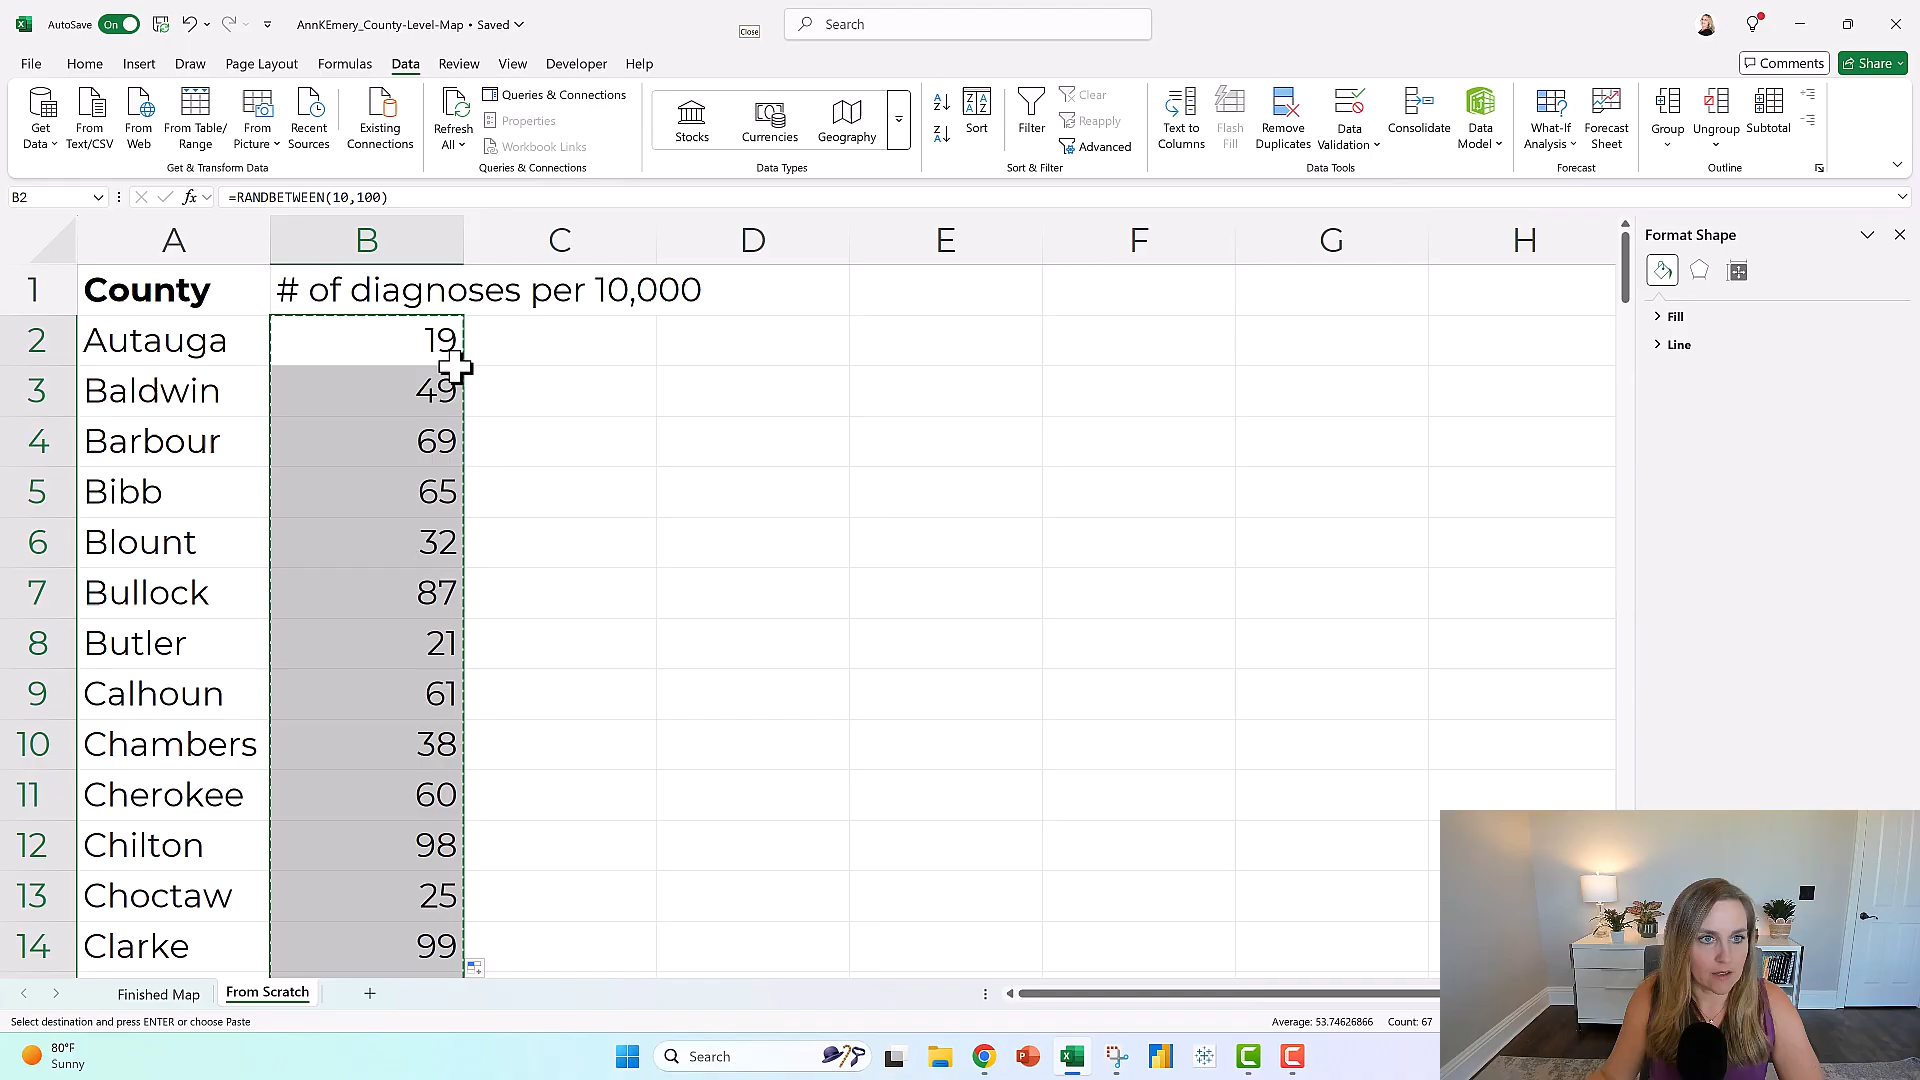 AutoSave On AnnKEmery_County-Level-Map • Saved Close Search
File Home Insert Draw Page Layout Formulas Data Review View Developer Help Comments Share
Get Data From Text/CSV From Web From Table/ Range From Picture Recent Sources Existing Connections
Get & Transform Data
Refresh All Queries & Connections Properties Workbook Links
Queries & Connections
Stocks Currencies Geography
Data Types
Sort Filter Clear Reapply Advanced
Sort & Filter
Text to Columns Flash Fill Remove Duplicates Data Validation Consolidate Data Model
Data Tools
What-If Analysis Forecast Sheet
Forecast
Group Ungroup Subtotal
Outline
B2 fx =RANDBETWEEN(10,100)
A B C D E F G H
1 County # of diagnoses per 10,000
2 Autauga 19
3 Baldwin 49
4 Barbour 69
5 Bibb 65
6 Blount 32
7 Bullock 87
8 Butler 21
9 Calhoun 61
10 Chambers 38
11 Cherokee 60
12 Chilton 98
13 Choctaw 25
14 Clarke 99
Format Shape
Fill
Line
Finished Map From Scratch
Select destination and press ENTER or choose Paste Average: 53.74626866 Count: 67
80°F
Sunny
Search